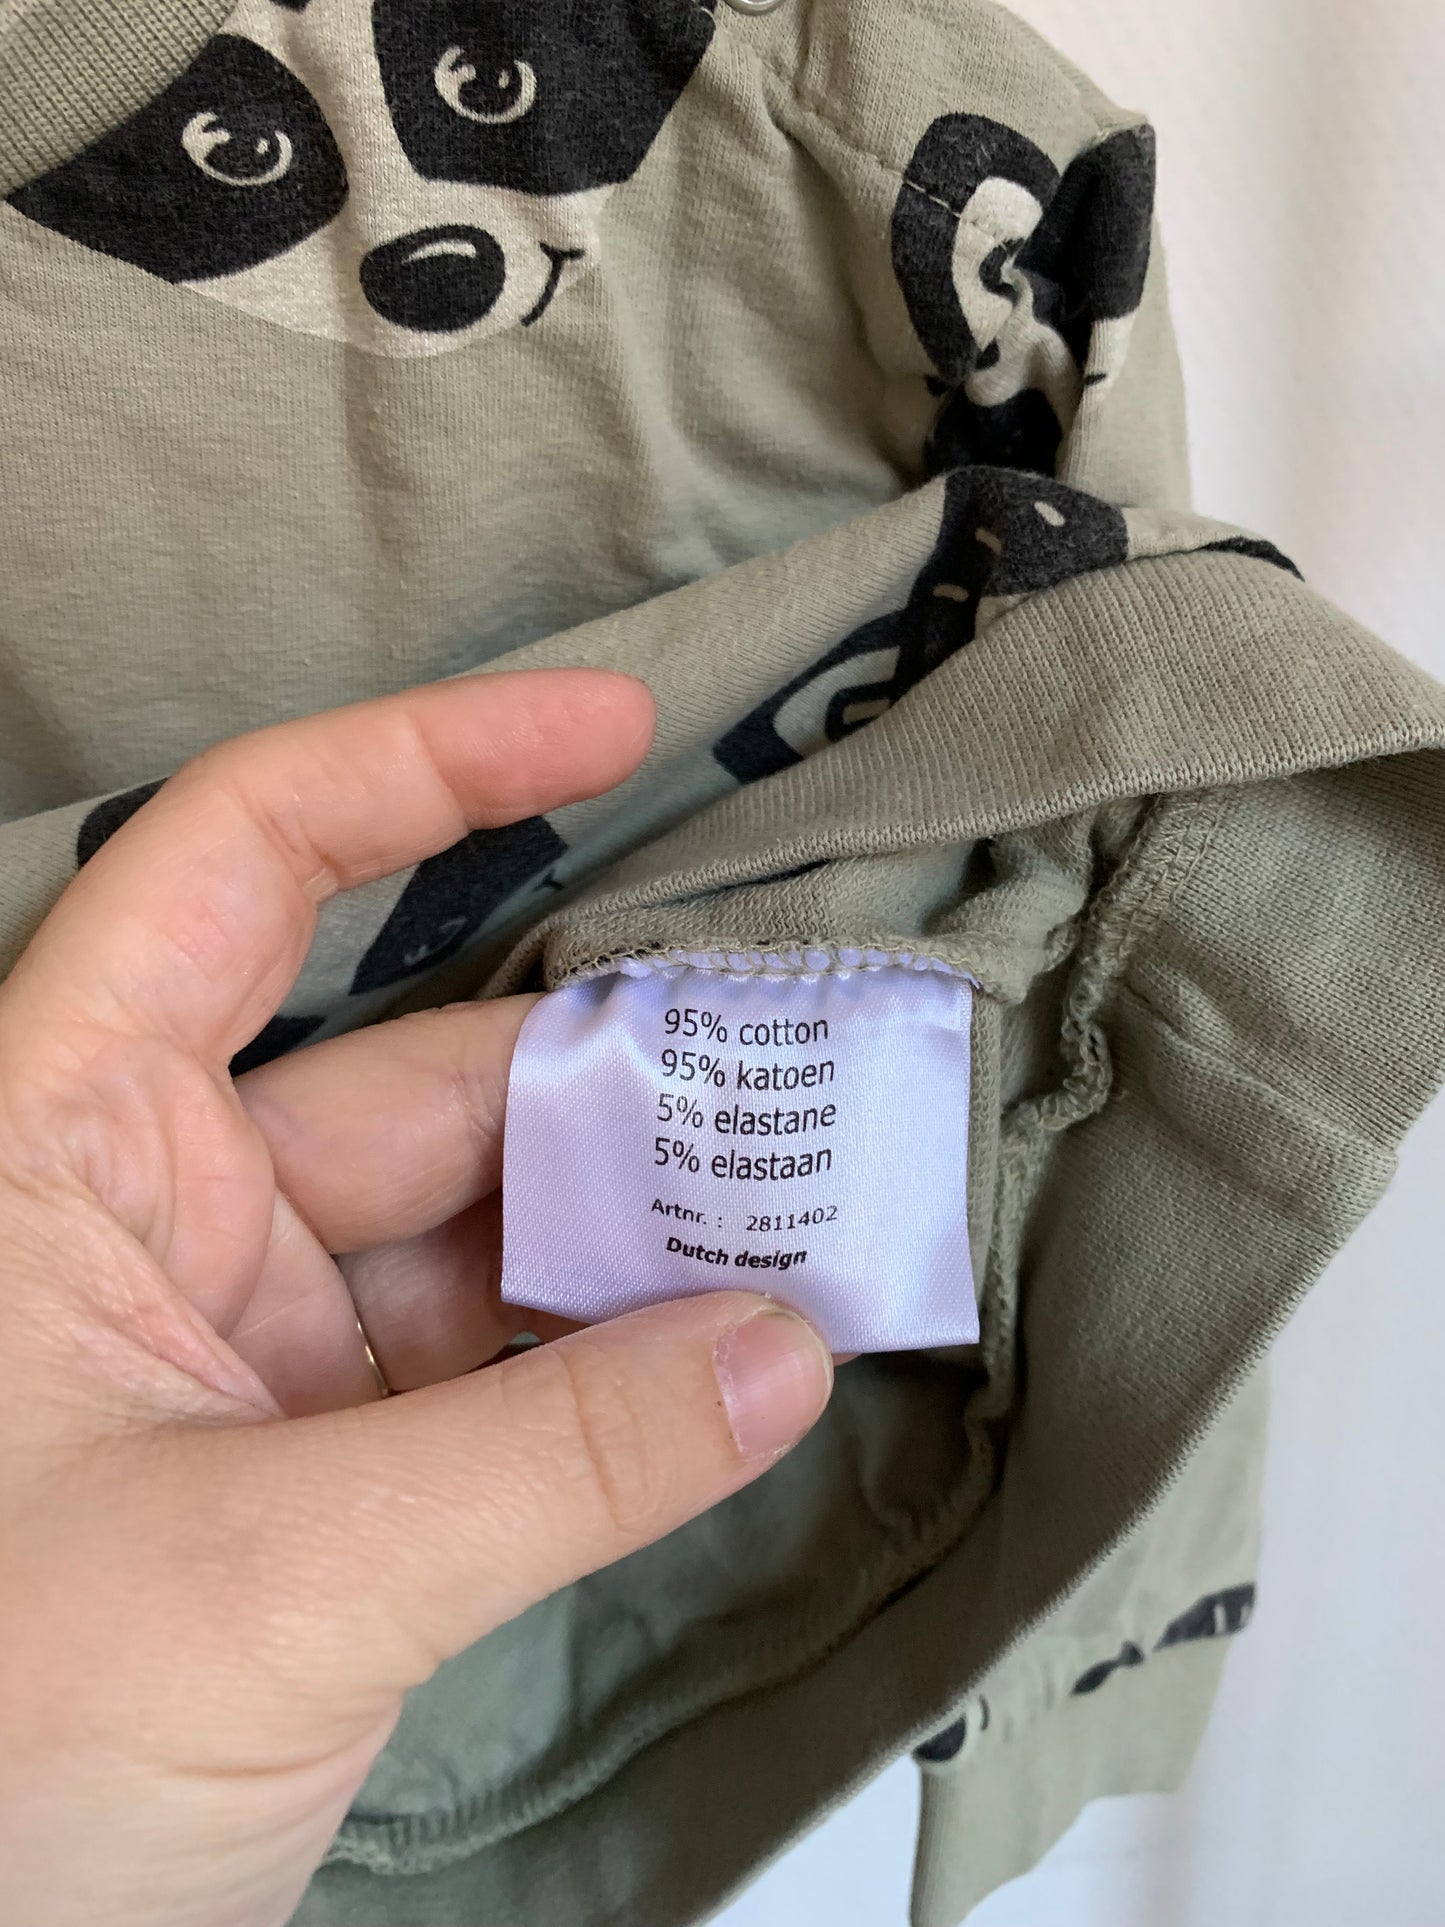 95% cotton
95% katoen
5% elastane
5% elastaan
Artnr. : 2811402
Dutch design